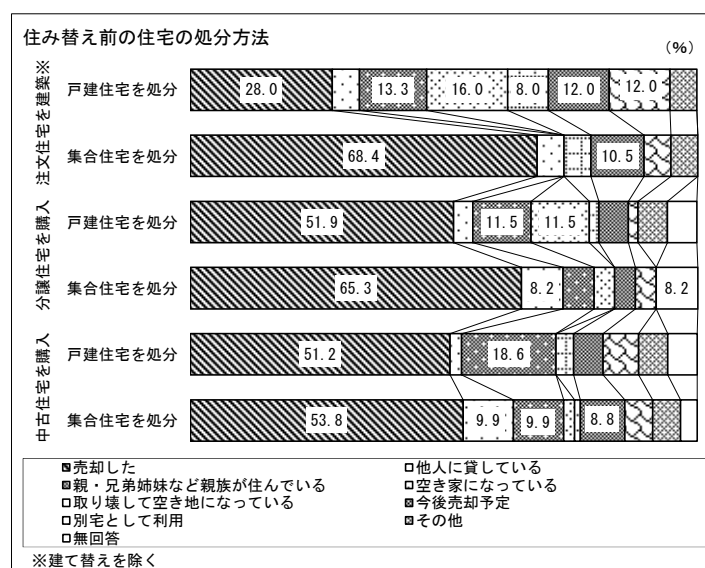 住み替え前の住宅の処分方法
（%）
注文住宅を建築※
戸建住宅を処分
28.0
13.3
16.0
8.0
12.0
12.0
集合住宅を処分
68.4
10.5
分譲住宅を購入
戸建住宅を処分
51.9
11.5
11.5
集合住宅を処分
65.3
8.2
8.2
中古住宅を購入
戸建住宅を処分
51.2
18.6
集合住宅を処分
53.8
9.9
9.9
8.8
売却した
他人に貸している
親・兄弟姉妹など親族が住んでいる
空き家になっている
取り壊して空き地になっている
今後売却予定
別宅として利用
その他
無回答
※建て替えを除く